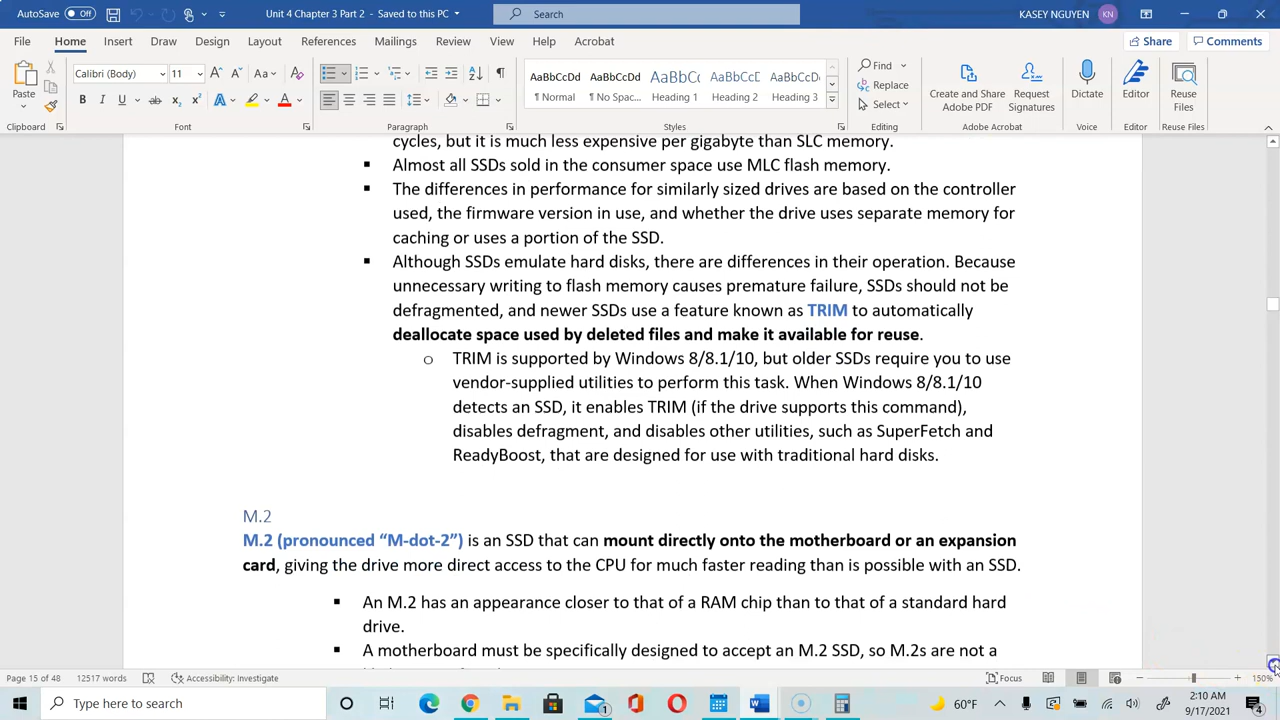 AutoSave Off Unit 4 Chapter 3 Part 2 - Saved to this PC Search KASEY NGUYEN KN
File Home Insert Draw Design Layout References Mailings Review View Help Acrobat Share Comments
Calibri (Body) 11 Aa AaBbCcDd AaBbCcDd AaBbC AaBbCcE AaBbCcD Find
Paste Replace Create and Share Adobe PDF Request Signatures Dictate Editor Reuse Files
B I U ab x₂ x² A A ¶ Normal ¶ No Spac... Heading 1 Heading 2 Heading 3 Select
Clipboard Font Paragraph Styles Editing Adobe Acrobat Voice Editor Reuse Files
cycles, but it is much less expensive per gigabyte than SLC memory.
▪ Almost all SSDs sold in the consumer space use MLC flash memory.
▪ The differences in performance for similarly sized drives are based on the controller
used, the firmware version in use, and whether the drive uses separate memory for
caching or uses a portion of the SSD.
▪ Although SSDs emulate hard disks, there are differences in their operation. Because
unnecessary writing to flash memory causes premature failure, SSDs should not be
defragmented, and newer SSDs use a feature known as TRIM to automatically
deallocate space used by deleted files and make it available for reuse.
o TRIM is supported by Windows 8/8.1/10, but older SSDs require you to use
vendor-supplied utilities to perform this task. When Windows 8/8.1/10
detects an SSD, it enables TRIM (if the drive supports this command),
disables defragment, and disables other utilities, such as SuperFetch and
ReadyBoost, that are designed for use with traditional hard disks.
M.2
M.2 (pronounced “M-dot-2”) is an SSD that can mount directly onto the motherboard or an expansion
card, giving the drive more direct access to the CPU for much faster reading than is possible with an SSD.
▪ An M.2 has an appearance closer to that of a RAM chip than to that of a standard hard
drive.
▪ A motherboard must be specifically designed to accept an M.2 SSD, so M.2s are not a
Page 15 of 48 12517 words Accessibility: Investigate Focus 150%
Type here to search 1 60°F 2:10 AM
9/17/2021 4